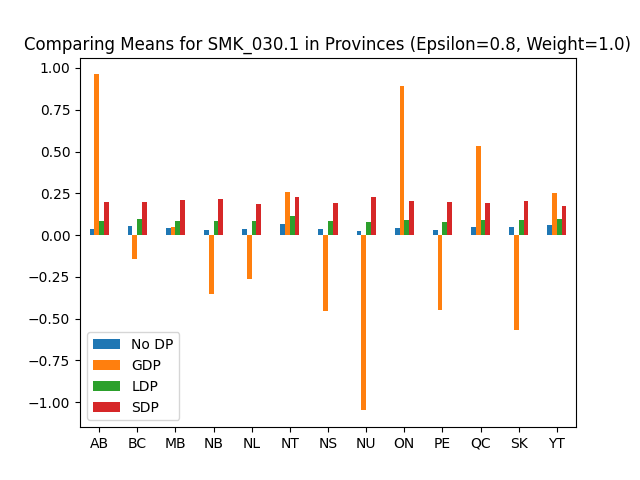 Comparing Means for SMK_030.1 in Provinces (Epsilon=0.8, Weight=1.0)
1.00
0.75
0.50
0.25
0.00
−0.25
−0.50
−0.75
−1.00
No DP
GDP
LDP
SDP
AB BC MB NB NL NT NS NU ON PE QC SK YT